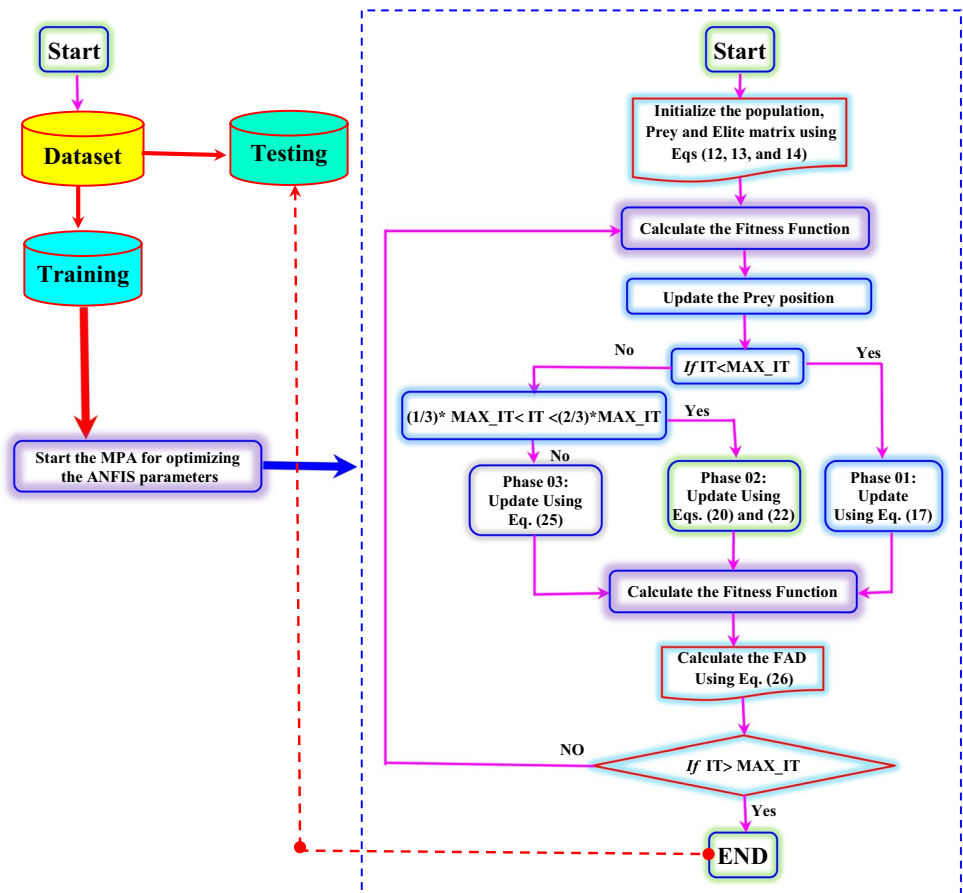 Start
Dataset
Testing
Training
Start the MPA for optimizing
the ANFIS parameters
Start
Initialize the population,
Prey and Elite matrix using
Eqs (12, 13, and 14)
Calculate the Fitness Function
Update the Prey position
No
If IT<MAX_IT
Yes
(1/3)* MAX_IT< IT <(2/3)*MAX_IT
Yes
No
Phase 03:
Update Using
Eq. (25)
Phase 02:
Update Using
Eqs. (20) and (22)
Phase 01:
Update
Using Eq. (17)
Calculate the Fitness Function
Calculate the FAD
Using Eq. (26)
NO
If IT> MAX_IT
Yes
END